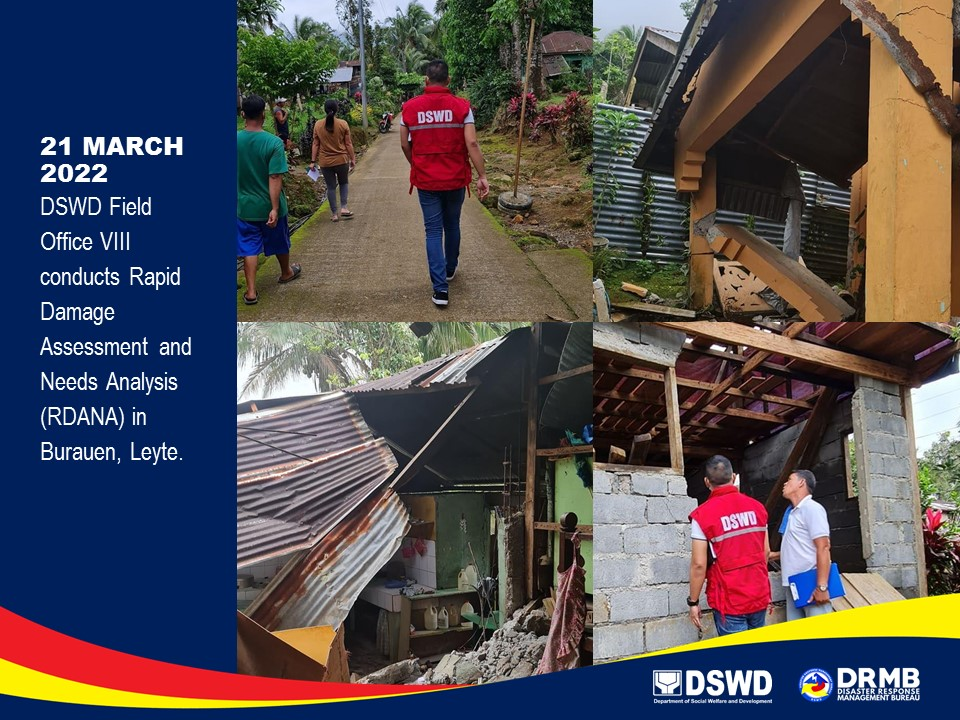 21 MARCH
2022
DSWD Field
Office VIII
conducts Rapid
Damage
Assessment and
Needs Analysis
(RDANA) in
Burauen, Leyte.
DSWD
DSWD
DSWD
Department of Social Welfare and Development
DRMB
DISASTER RESPONSE
MANAGEMENT BUREAU